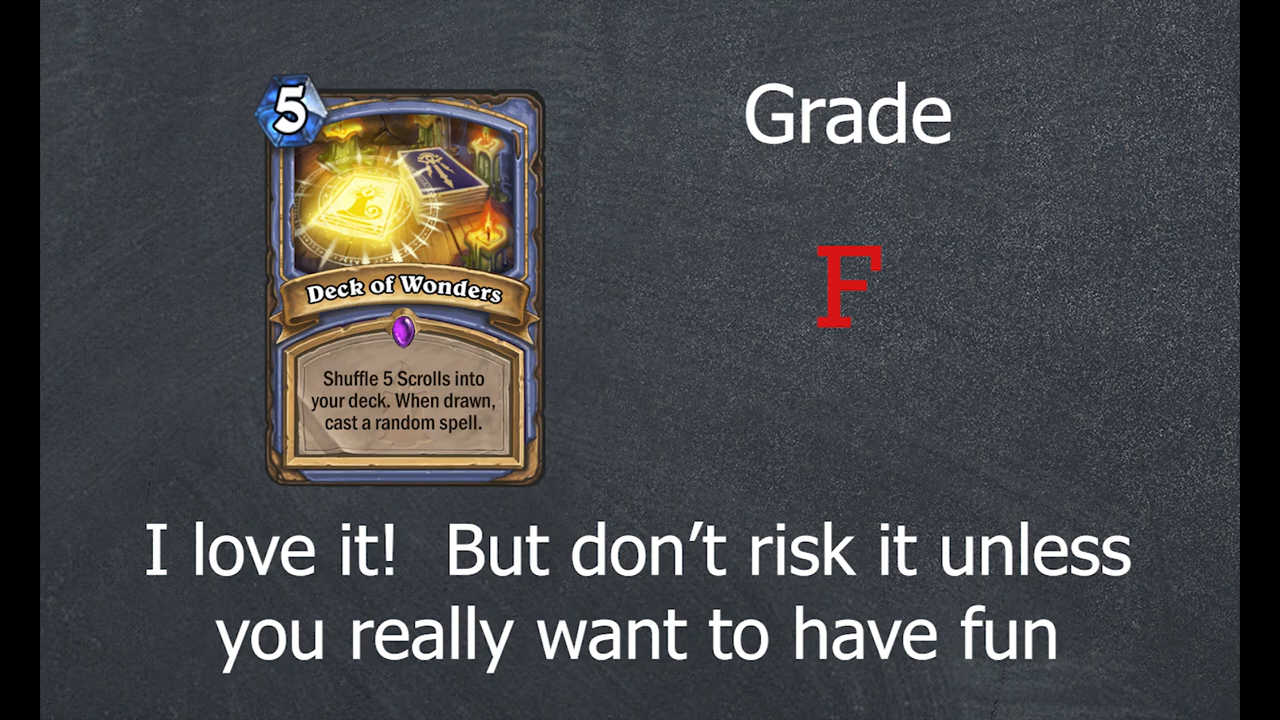 Grade
5
F
Deck of Wonders
Shuffle 5 Scrolls into
your deck. When drawn,
cast a random spell.
I love it!  But don't risk it unless
you really want to have fun